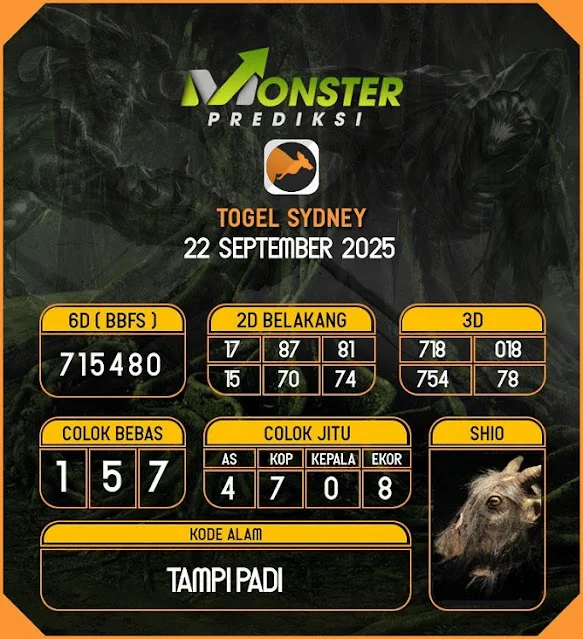 MONSTER
PREDIKSI
TOGEL SYDNEY
22 SEPTEMBER 2025
6D ( BBFS )
715480
2D BELAKANG
17 87 81
15 70 74
3D
718 018
754 78
COLOK BEBAS
1 5 7
COLOK JITU
AS KOP KEPALA EKOR
4 7 0 8
SHIO
KODE ALAM
TAMPI PADI